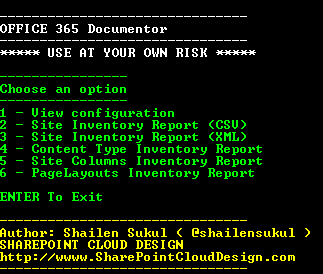 OFFICE 365 Documentor
***** USE AT YOUR OWN RISK *****
Choose an option
1 - View configuration
2 - Site Inventory Report (CSV)
3 - Site Inventory Report (XML)
4 - Content Type Inventory Report
5 - Site Columns Inventory Report
6 - PageLayouts Inventory Report
ENTER To Exit
Author: Shailen Sukul ( @shailensukul )
SHAREPOINT CLOUD DESIGN
http://www.SharePointCloudDesign.com